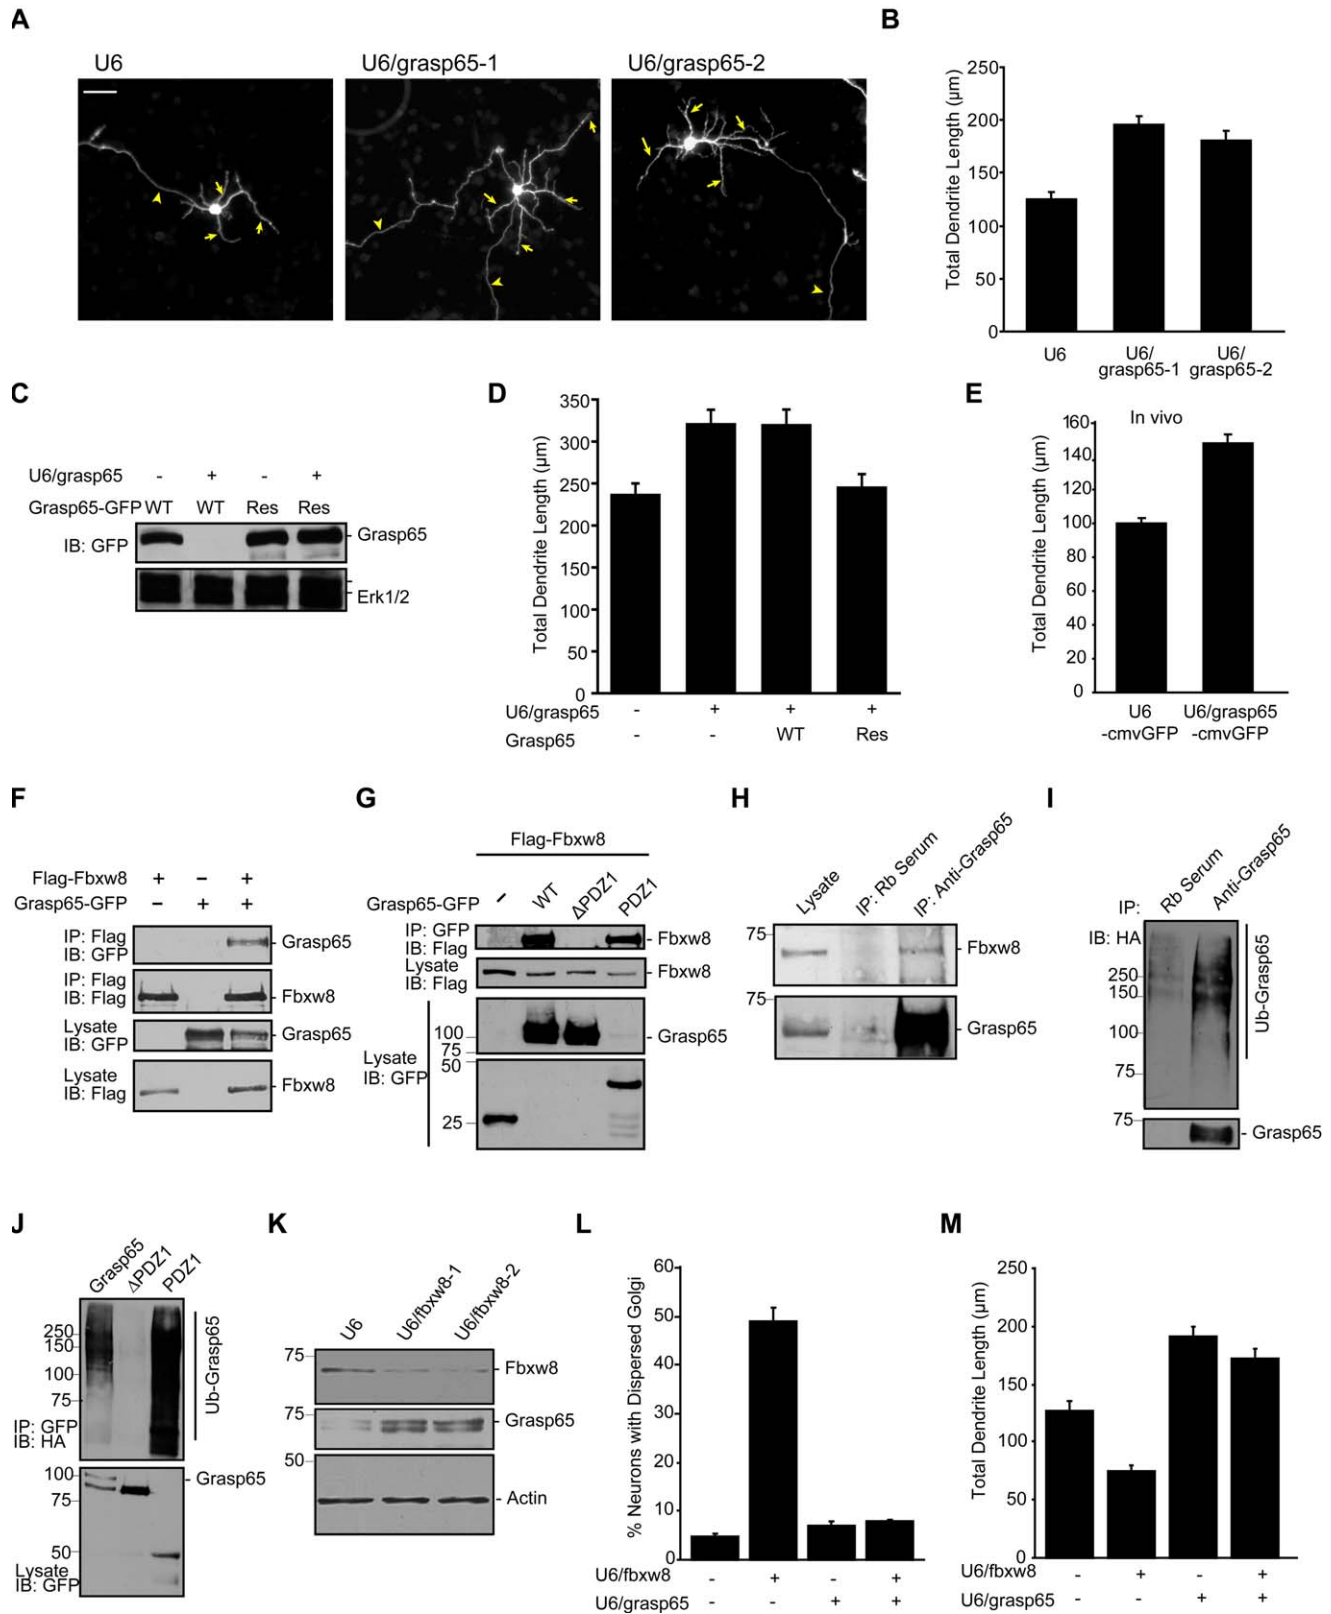 A
U6
U6/grasp65-1
U6/grasp65-2
B
Total Dendrite Length (µm)
250
200
150
100
50
0
U6
U6/
grasp65-1
U6/
grasp65-2
C
U6/grasp65 - + - +
Grasp65-GFP WT WT Res Res
IB: GFP
Grasp65
Erk1/2
D
Total Dendrite Length (µm)
350
300
250
200
150
100
50
0
U6/grasp65 - + + +
Grasp65 - - WT Res
E
In vivo
Total Dendrite Length (µm)
160
140
120
100
80
60
40
20
0
U6
-cmvGFP
U6/grasp65
-cmvGFP
F
Flag-Fbxw8 + − +
Grasp65-GFP − + +
IP: Flag
IB: GFP
Grasp65
IP: Flag
IB: Flag
Fbxw8
Lysate
IB: GFP
Grasp65
Lysate
IB: Flag
Fbxw8
G
Flag-Fbxw8
Grasp65-GFP − WT ΔPDZ1 PDZ1
IP: GFP
IB: Flag
Fbxw8
Lysate
IB: Flag
Fbxw8
100
75
50
25
Grasp65
Lysate
IB: GFP
H
Lysate
IP: Rb Serum
IP: Anti-Grasp65
75
Fbxw8
75
Grasp65
I
IP: Rb Serum Anti-Grasp65
IB: HA
250
150
100
75
Ub-Grasp65
75
Grasp65
J
Grasp65 ΔPDZ1 PDZ1
250
150
100
75
IP: GFP
IB: HA
Ub-Grasp65
100
75
50
Grasp65
Lysate
IB: GFP
K
U6 U6/fbxw8-1 U6/fbxw8-2
75
Fbxw8
75
Grasp65
50
Actin
L
% Neurons with Dispersed Golgi
60
50
40
30
20
10
0
U6/fbxw8 - + - +
U6/grasp65 - - + +
M
Total Dendrite Length (µm)
250
200
150
100
50
0
U6/fbxw8 - + - +
U6/grasp65 - - + +